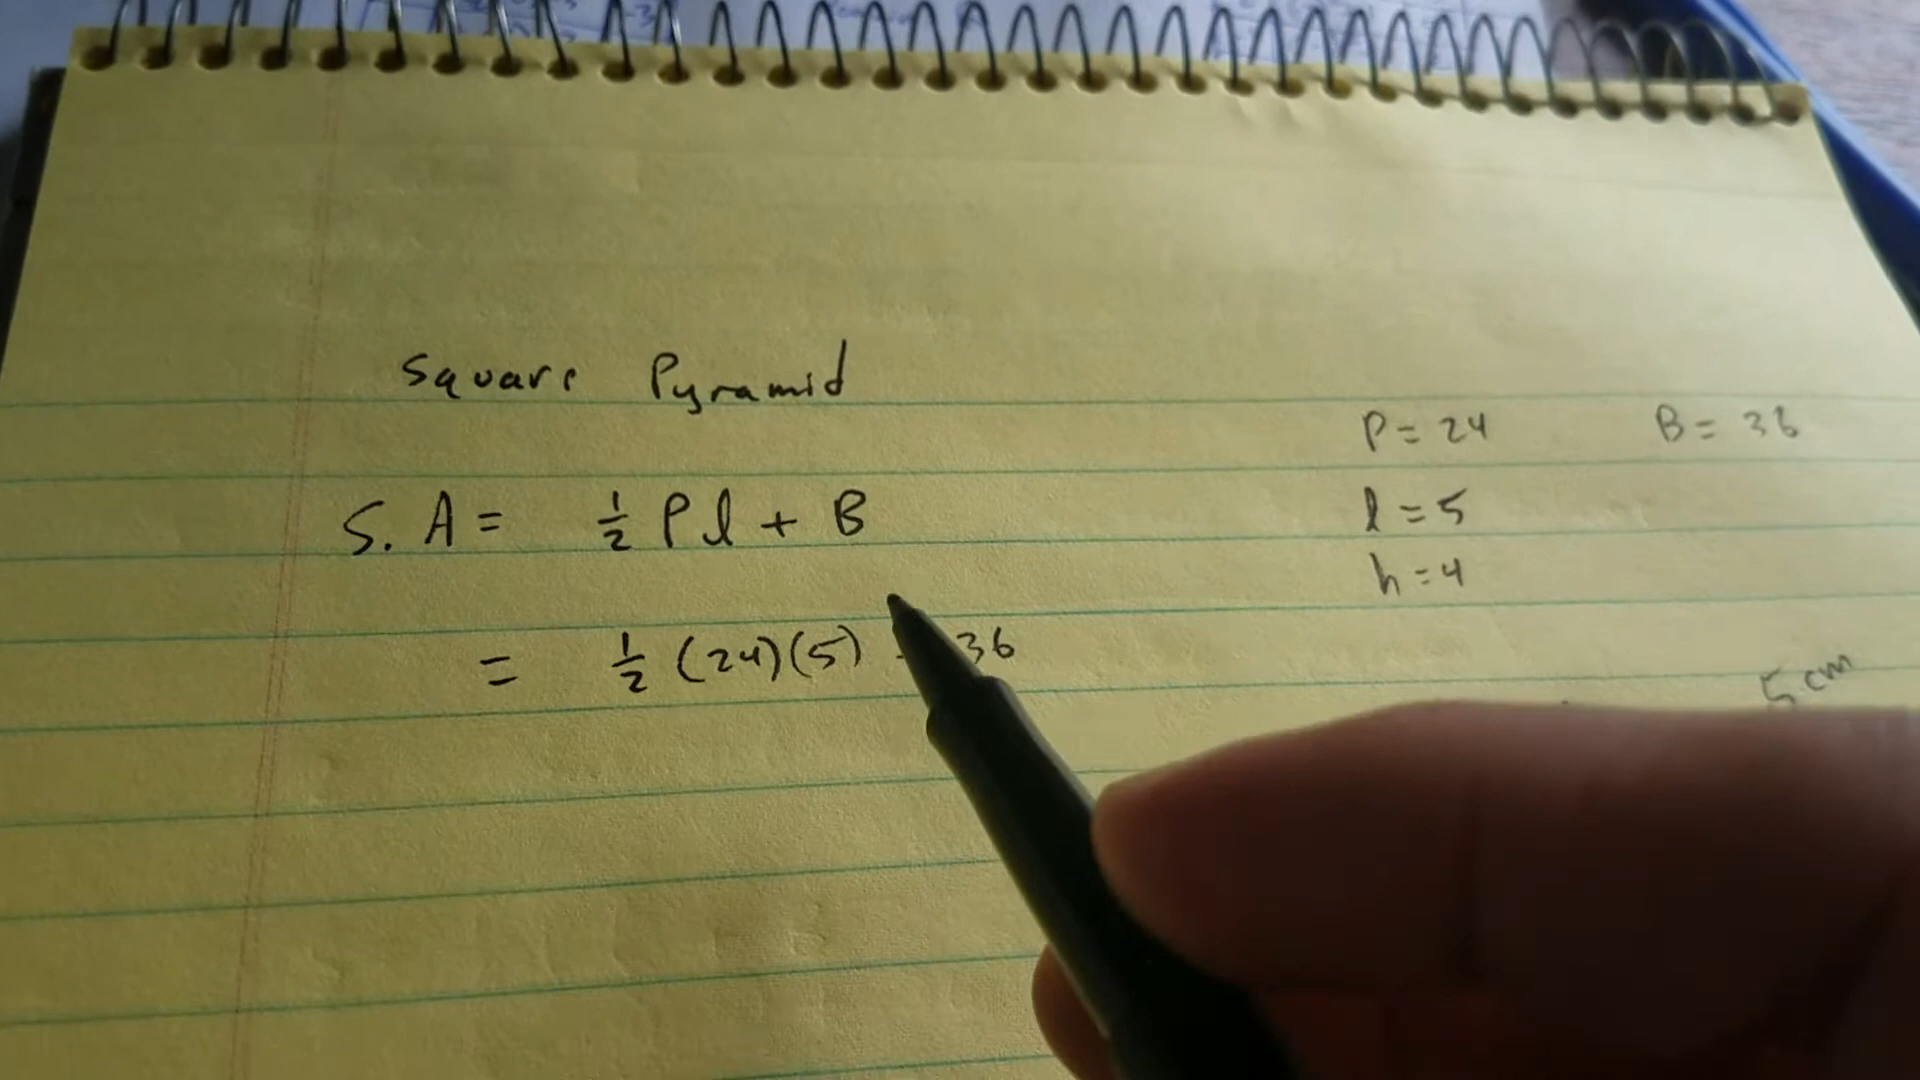 Square Pyramid
S. A = 1/2 Pl + B
= 1/2 (24)(5) 36
P = 24 B = 36
l = 5
h = 4
5 cm